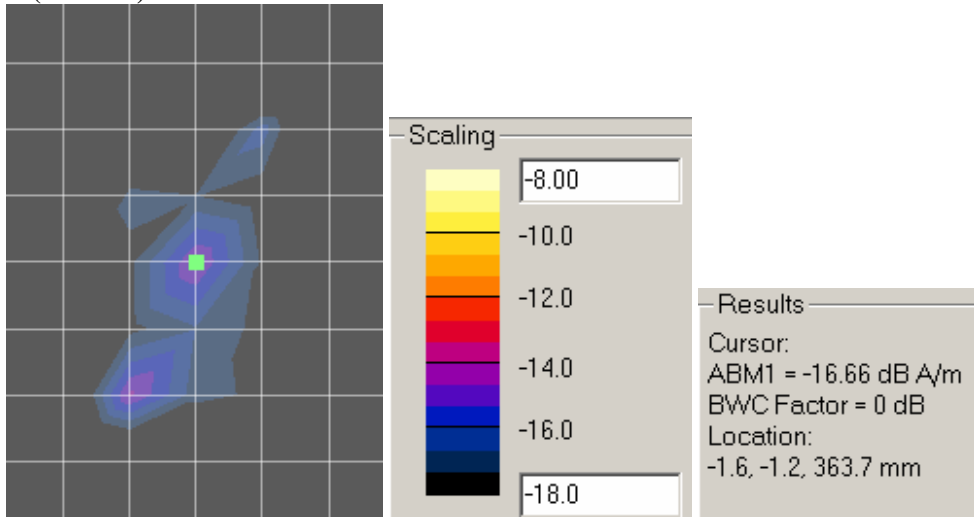 Scaling
-8.00
-10.0
-12.0
-14.0
-16.0
-18.0
Results
Cursor:
ABM1 = -16.66 dB A/m
BWC Factor = 0 dB
Location:
-1.6, -1.2, 363.7 mm